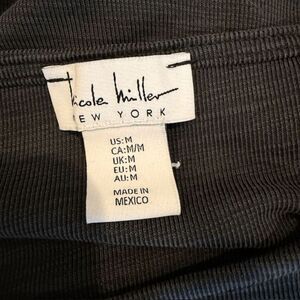 Nicole Miller
NEW YORK
US:M
CA:M/M
UK:M
EU:M
AU:M
MADE IN
MEXICO